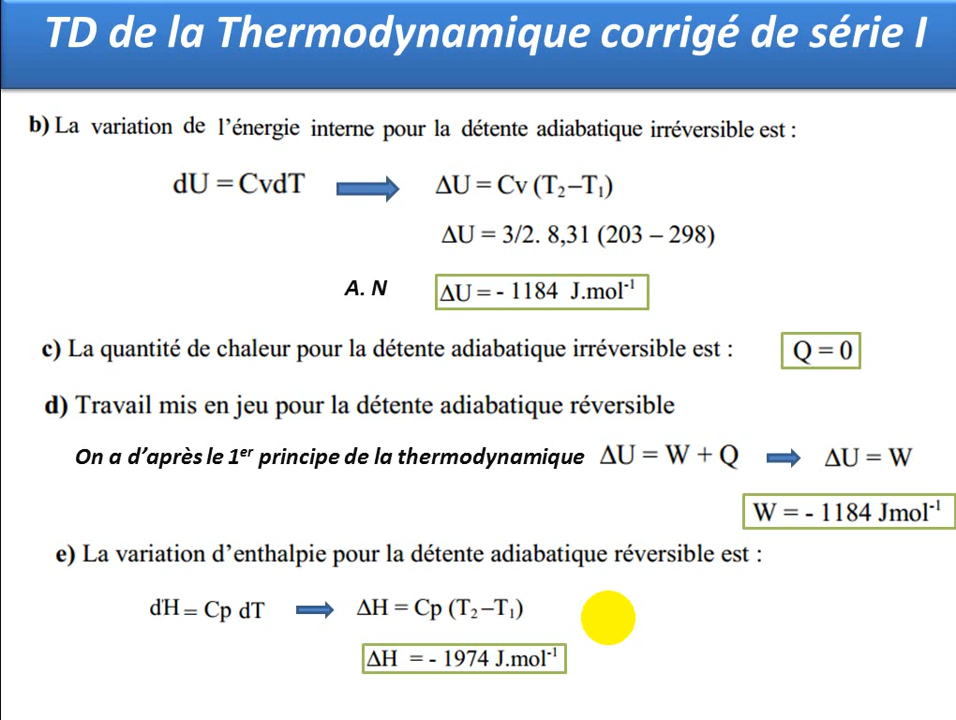 TD de la Thermodynamique corrigé de série I
b) La variation de l’énergie interne pour la détente adiabatique irréversible est :
dU = CvdT ΔU = Cv (T₂–T₁)
ΔU = 3/2. 8,31 (203 – 298)
A. N ΔU = - 1184 J.mol⁻¹
c) La quantité de chaleur pour la détente adiabatique irréversible est : Q = 0
d) Travail mis en jeu pour la détente adiabatique réversible
On a d’après le 1ᵉʳ principe de la thermodynamique ΔU = W + Q ΔU = W
W = - 1184 Jmol⁻¹
e) La variation d’enthalpie pour la détente adiabatique réversible est :
dH = Cp dT ΔH = Cp (T₂–T₁)
ΔH = - 1974 J.mol⁻¹